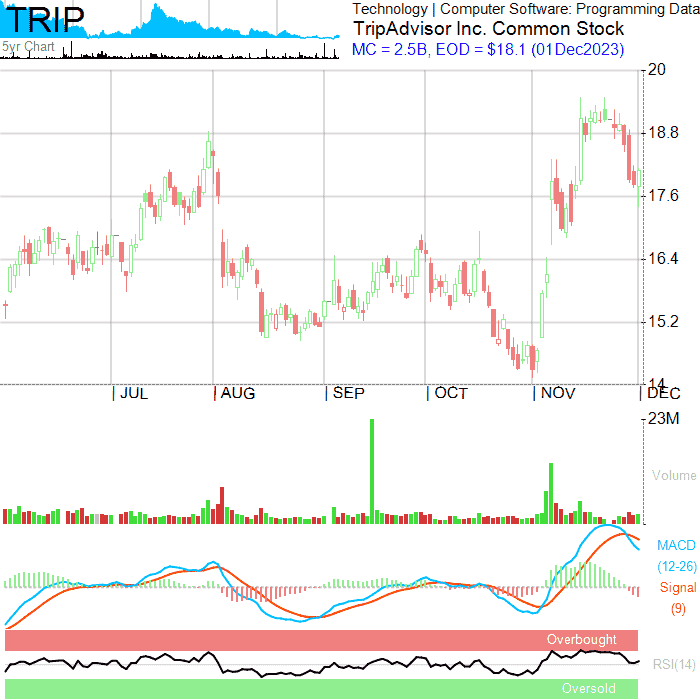 TRIP
5yr Chart
Technology | Computer Software: Programming Data
TripAdvisor Inc. Common Stock
MC = 2.5B, EOD = $18.1 (01Dec2023)
20
18.8
17.6
16.4
15.2
14
JUL
AUG
SEP
OCT
NOV
DEC
23M
Volume
MACD
(12-26)
Signal
(9)
Overbought
RSI(14)
Oversold